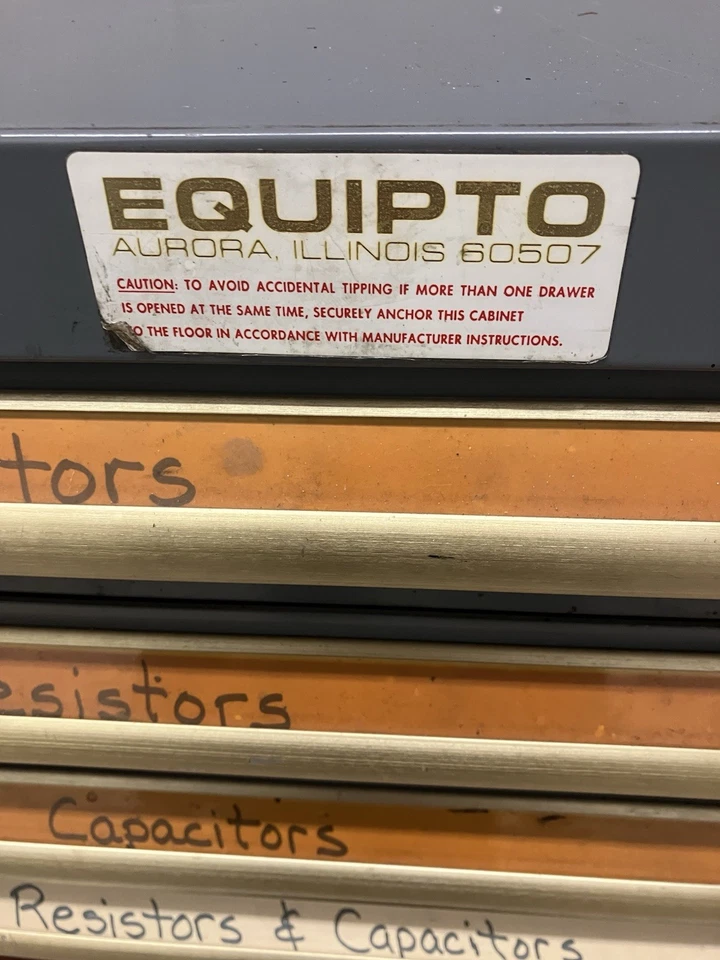 EQUIPTO
AURORA, ILLINOIS 60507
CAUTION: TO AVOID ACCIDENTAL TIPPING IF MORE THAN ONE DRAWER
IS OPENED AT THE SAME TIME, SECURELY ANCHOR THIS CABINET
O THE FLOOR IN ACCORDANCE WITH MANUFACTURER INSTRUCTIONS.
tors
esistors
Capacitors
Resistors & Capacitors